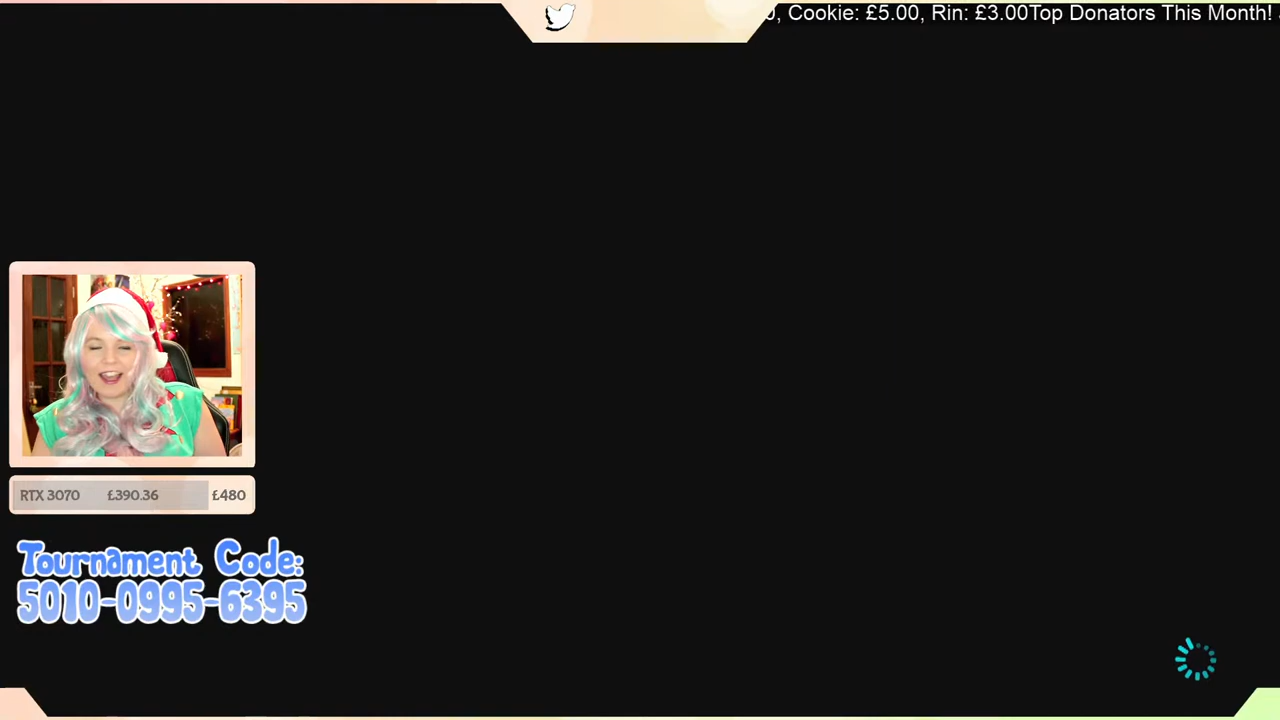 , Cookie: £5.00, Rin: £3.00Top Donators This Month!
RTX 3070 £390.36 £480
Tournament Code:
5010-0995-6395